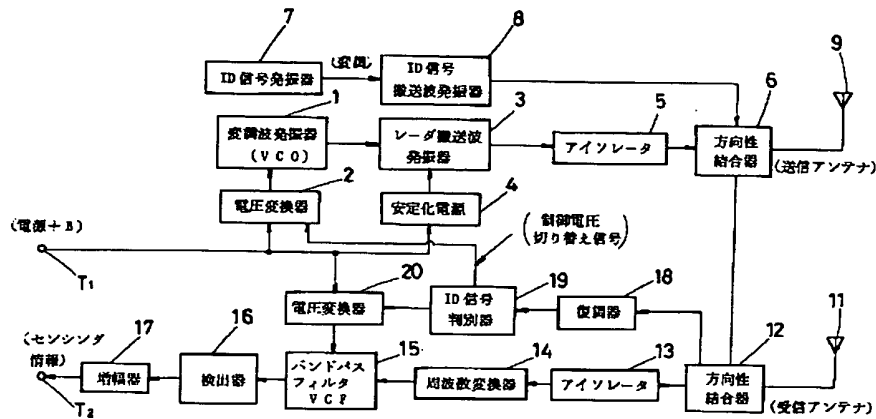 7
ID信号発振器
(変調)
8
ID信号
搬送波発振器
9
1
変調波発振器
(VCO)
3
レーダ搬送波
発振器
5
アイソレータ
6
方向性
結合器
(送信アンテナ)
2
電圧変換器
4
安定化電源
(電源+B)
T1
(制御電圧
切り替え信号)
20
電圧変換器
19
ID信号
判別器
18
復調器
11
(センシング
情報)
17
増幅器
16
検出器
15
バンドパス
フィルタ
VCF
14
周波数変換器
13
アイソレータ
12
方向性
結合器
(受信アンテナ)
T2